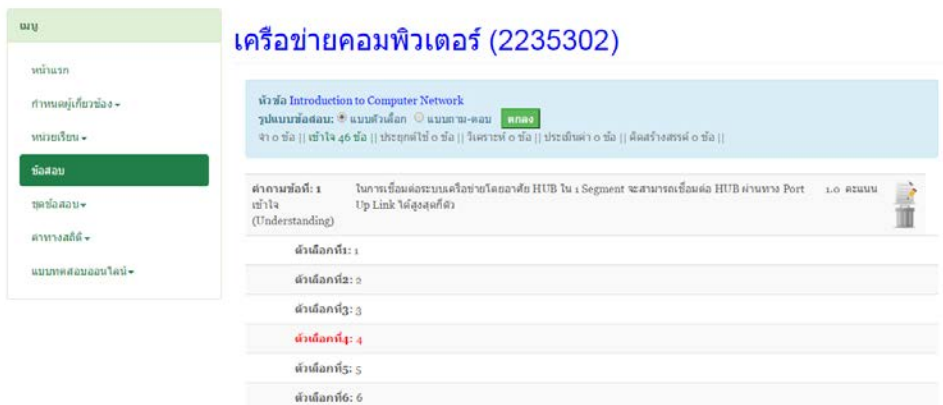 เมนู
หน้าแรก
กำหนดผู้เกี่ยวข้อง
หน่วยเรียน
ข้อสอบ
ชุดข้อสอบ
ค่าทางสถิติ
แบบทดสอบออนไลน์
เครือข่ายคอมพิวเตอร์ (2235302)
หัวข้อ Introduction to Computer Network
รูปแบบข้อสอบ: แบบตัวเลือก แบบถาม-ตอบ ตกลง
จำ 0 ข้อ || เข้าใจ 46 ข้อ || ประยุกต์ใช้ 0 ข้อ || วิเคราะห์ 0 ข้อ || ประเมินค่า 0 ข้อ || คิดสร้างสรรค์ 0 ข้อ ||
คำถามข้อที่: 1 ในการเชื่อมต่อระบบเครือข่ายโดยอาศัย HUB ใน 1 Segment จะสามารถเชื่อมต่อ HUB ผ่านทาง Port 1.0 คะแนน
เข้าใจ Up Link ได้สูงสุดกี่ตัว
(Understanding)
ตัวเลือกที่1: 1
ตัวเลือกที่2: 2
ตัวเลือกที่3: 3
ตัวเลือกที่4: 4
ตัวเลือกที่5: 5
ตัวเลือกที่6: 6